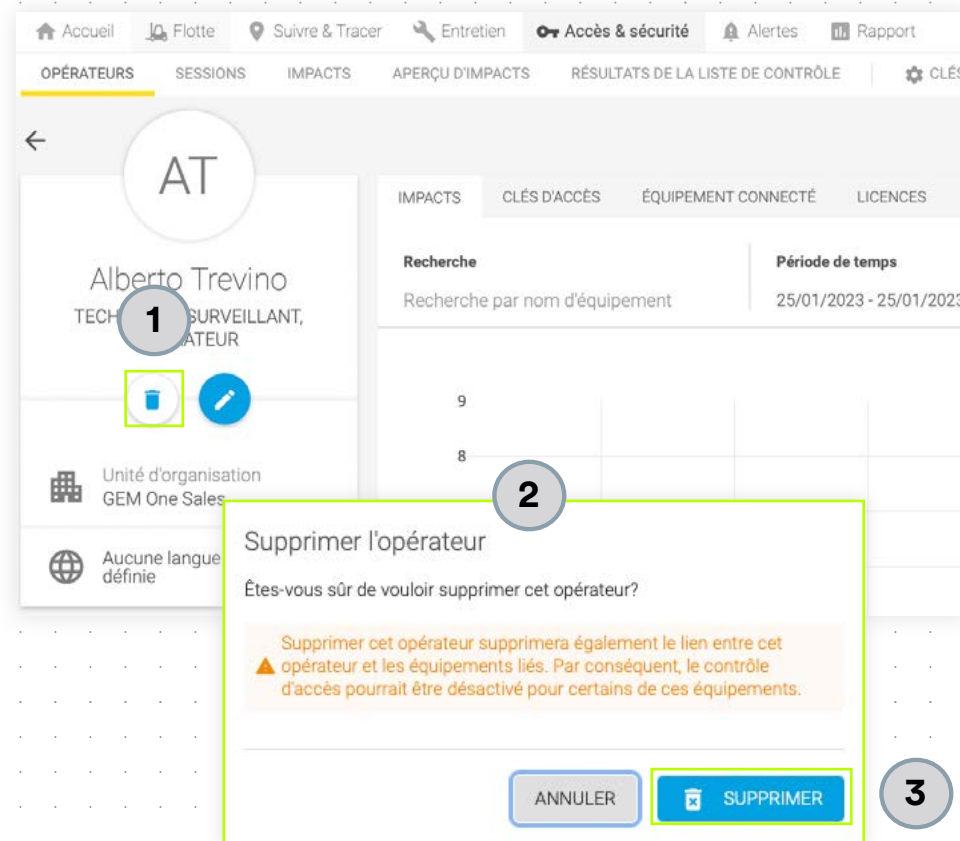 Accueil Flotte Suivre & Tracer Entretien Accès & sécurité Alertes Rapport
OPÉRATEURS SESSIONS IMPACTS APERÇU D'IMPACTS RÉSULTATS DE LA LISTE DE CONTRÔLE CLÉS
AT
IMPACTS CLÉS D'ACCÈS ÉQUIPEMENT CONNECTÉ LICENCES
Alberto Trevino
SURVEILLANT,
1
Recherche
Recherche par nom d'équipement
Période de temps
25/01/2023 - 25/01/2023
9
8
Unité d'organisation
GEM One Sales
Aucune langue
définie
2
Supprimer l'opérateur
Êtes-vous sûr de vouloir supprimer cet opérateur?
Supprimer cet opérateur supprimera également le lien entre cet
opérateur et les équipements liés. Par conséquent, le contrôle
d'accès pourrait être désactivé pour certains de ces équipements.
ANNULER SUPPRIMER
3